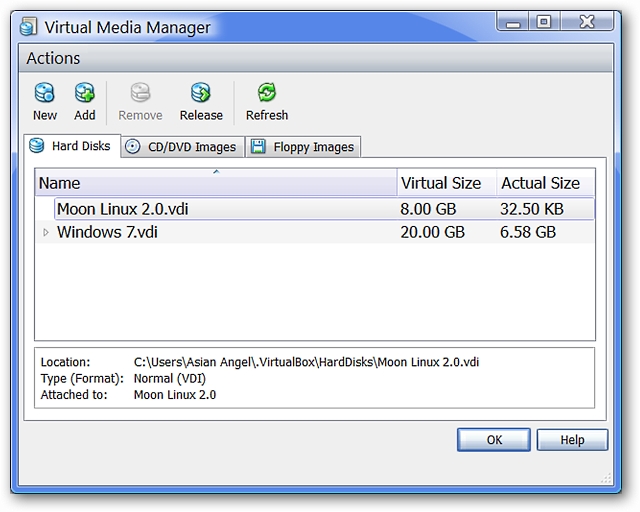 Virtual Media Manager
Actions
New Add Remove Release Refresh
Hard Disks CD/DVD Images Floppy Images
Name Virtual Size Actual Size
Moon Linux 2.0.vdi 8.00 GB 32.50 KB
Windows 7.vdi 20.00 GB 6.58 GB
Location: C:\Users\Asian Angel\.VirtualBox\HardDisks\Moon Linux 2.0.vdi
Type (Format): Normal (VDI)
Attached to: Moon Linux 2.0
OK Help